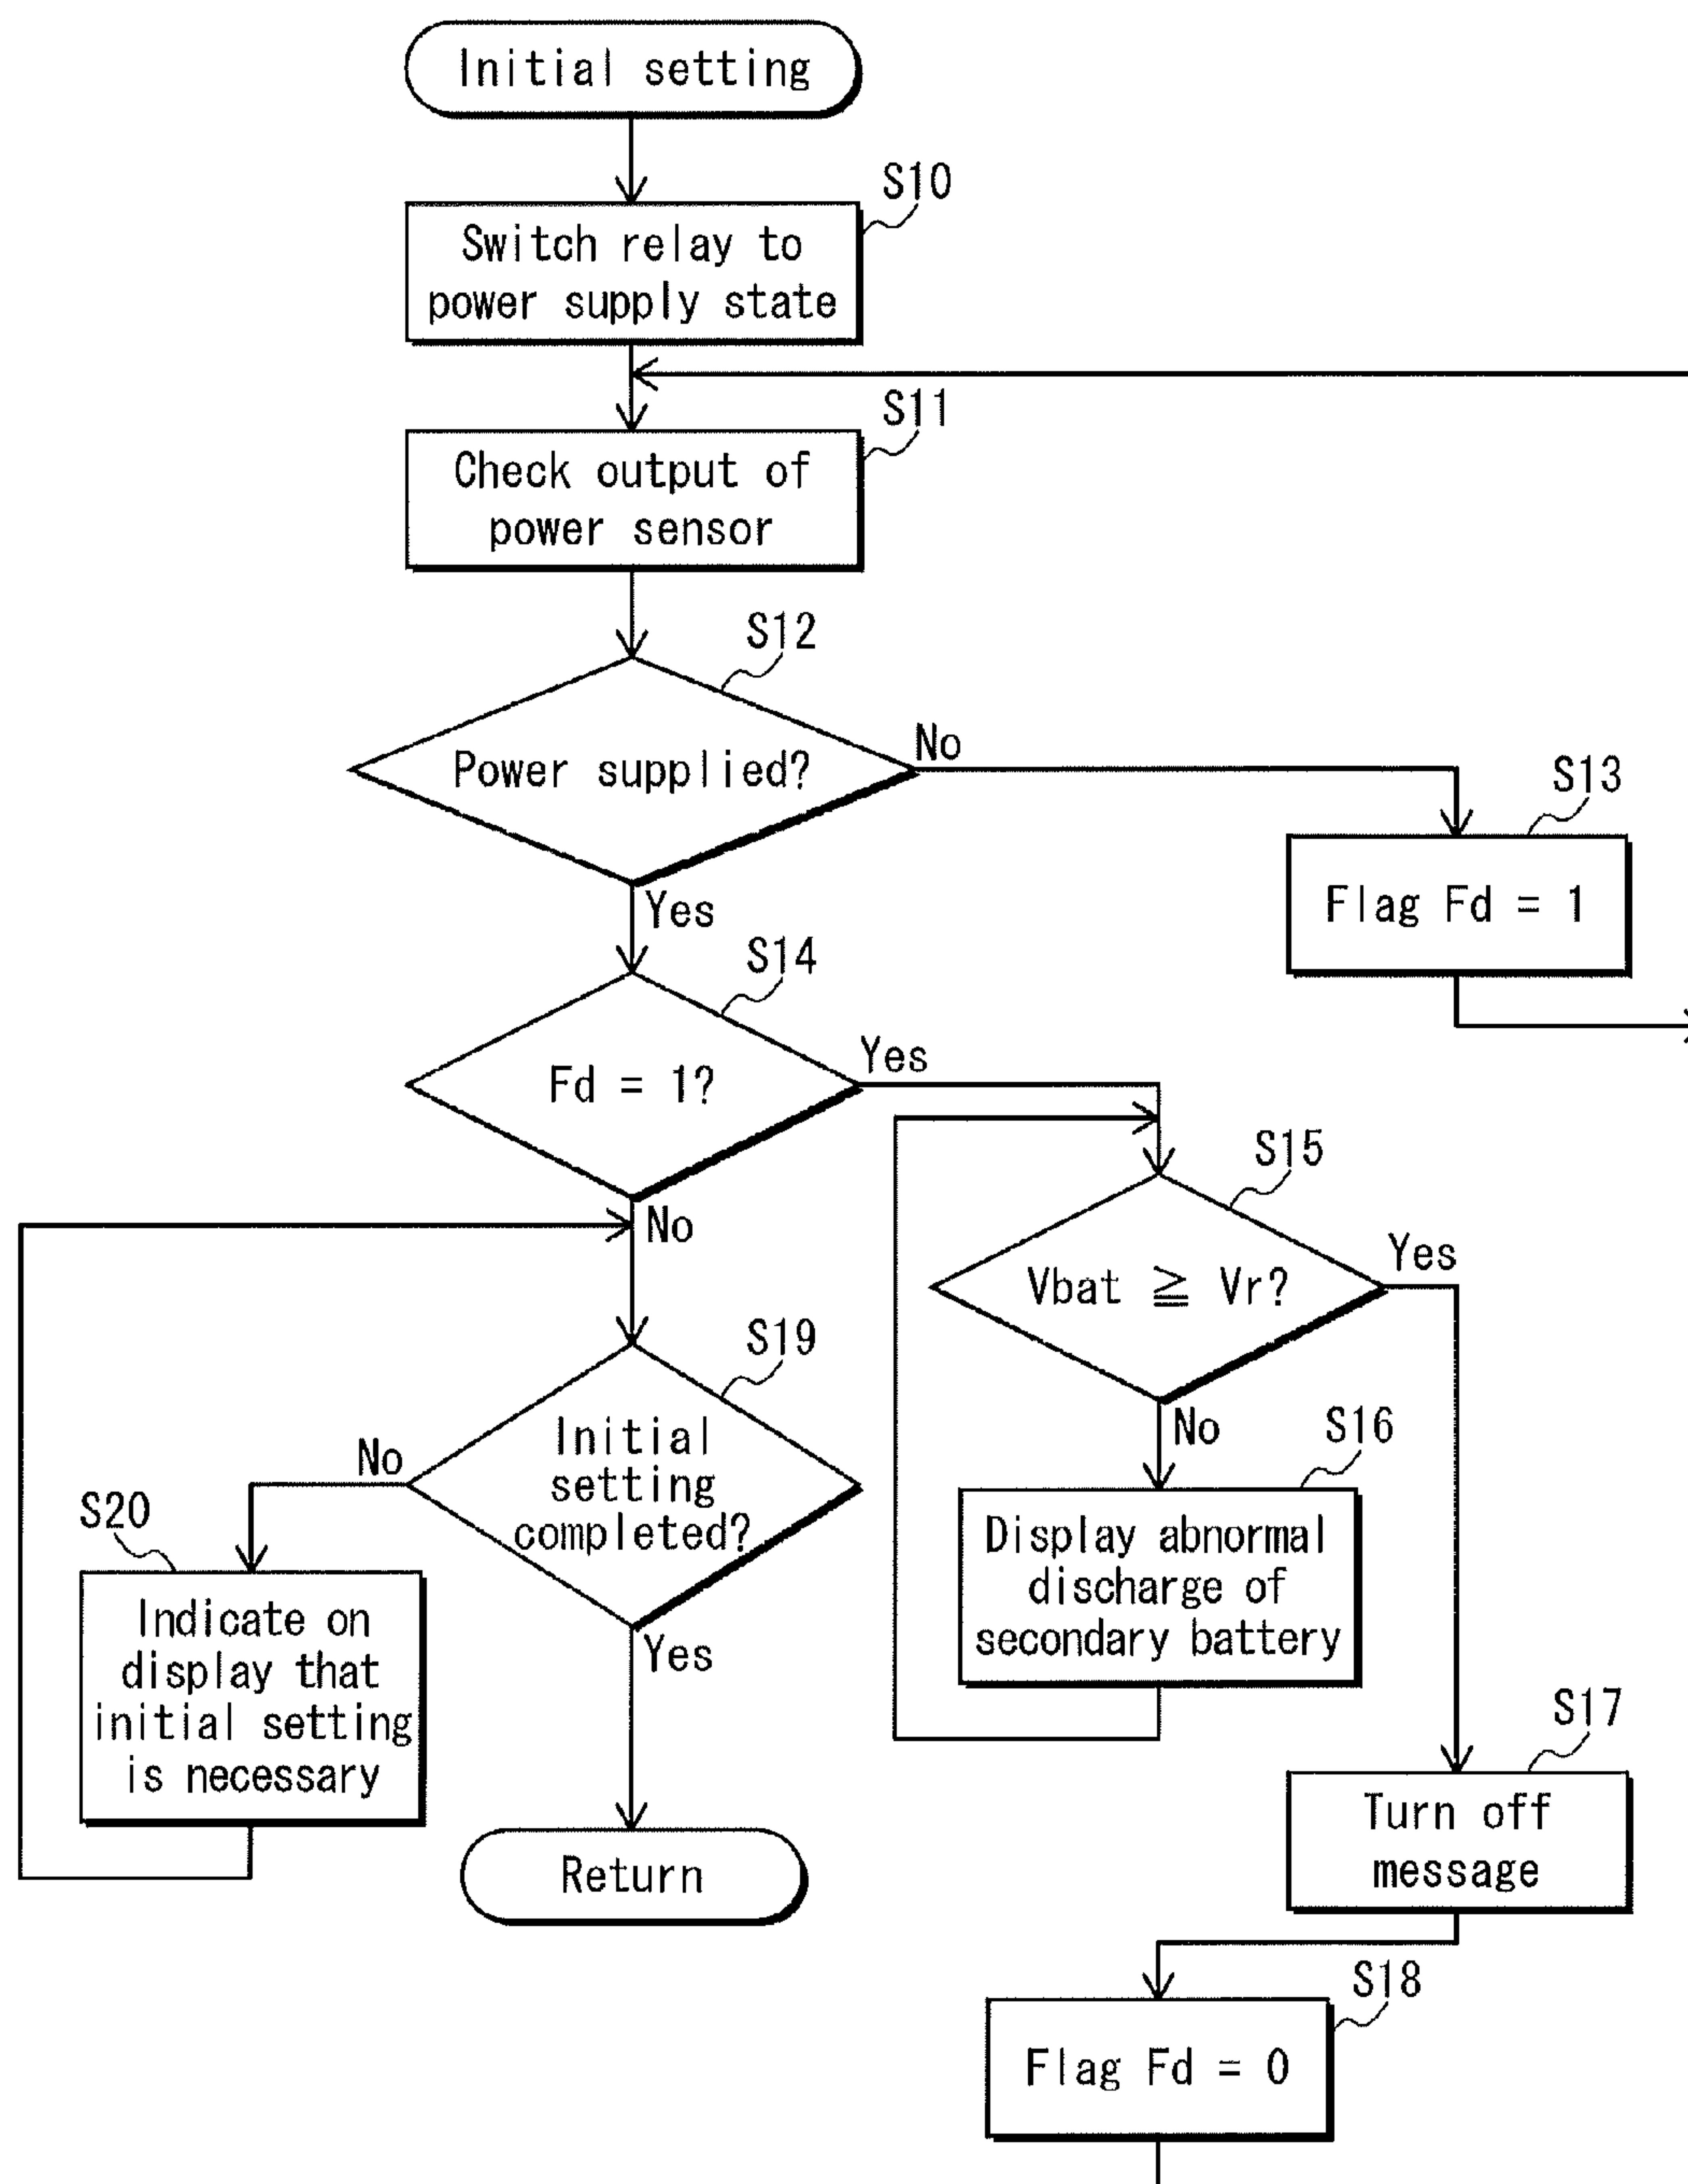 Initial setting
S10
Switch relay to
power supply state
S11
Check output of
power sensor
S12
Power supplied?
No
Yes
S13
Flag Fd = 1
S14
Fd = 1?
Yes
No
S15
Vbat ≧ Vr?
Yes
No
S16
Display abnormal
discharge of
secondary battery
S19
Initial
setting
completed?
No
Yes
S20
Indicate on
display that
initial setting
is necessary
Return
S17
Turn off
message
S18
Flag Fd = 0